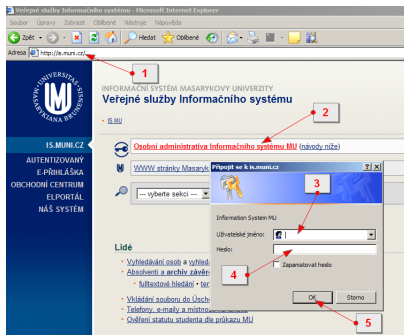 Veřejné služby Informačního systému - Microsoft Internet Explorer
Soubor Úpravy Zobrazit Oblíbené Nástroje Nápověda
Zpět Hledat Oblíbené
Adresa http://is.muni.cz/
1
INFORMAČNÍ SYSTÉM MASARYKOVY UNIVERZITY
Veřejné služby Informačního systému
IS MU
2
IS.MUNI.CZ
AUTENTIZOVANÝ
E-PŘIHLÁŠKA
OBCHODNÍ CENTRUM
ELPORTÁL
NÁŠ SYSTÉM
Osobní administrativa Informačního systému MU (návody níže)
WWW stránky Masaryk
--- vyberte sekci ---
Připojit se k is.muni.cz
3
Information System MU
Uživatelské jméno:
Heslo:
4
Zapamatovat heslo
OK Storno
5
Lidé
Vyhledávání osob a vyhled
Absolventi a archiv závěr
fulltextové hledání • ter
Vkládání souboru do Úsch
Telefony, e-maily a místnos
Ověření statutu studenta dle průkazu MU